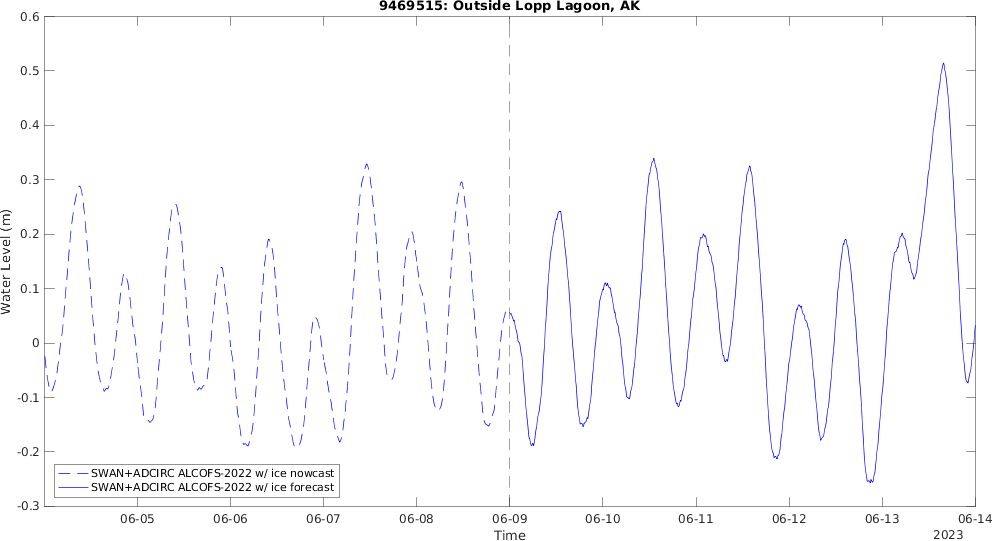 9469515: Outside Lopp Lagoon, AK
0.6
0.5
0.4
0.3
0.2
0.1
0
-0.1
-0.2
-0.3
Water Level (m)
SWAN+ADCIRC ALCOFS-2022 w/ ice nowcast
SWAN+ADCIRC ALCOFS-2022 w/ ice forecast
06-05 06-06 06-07 06-08 06-09 06-10 06-11 06-12 06-13 06-14
Time
2023